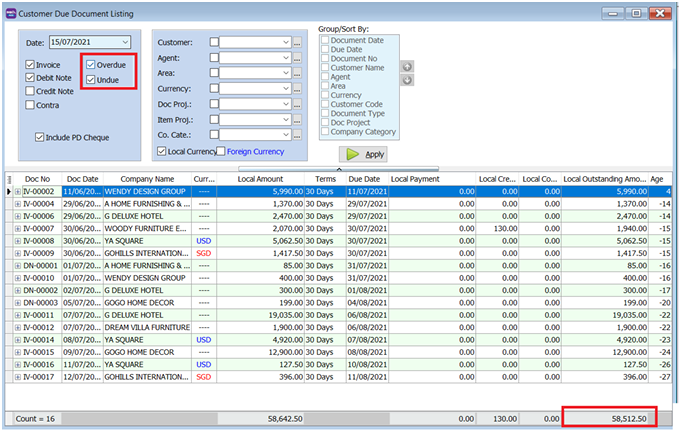 Customer Due Document Listing
Date: 15/07/2021
Invoice
Overdue
Debit Note
Undue
Credit Note
Contra
Include PD Cheque
Customer:
Agent:
Area:
Currency:
Doc Proj.:
Item Proj.:
Co. Cate.:
Local Currency Foreign Currency
Group/Sort By:
Document Date
Due Date
Document No
Customer Name
Agent
Area
Currency
Customer Code
Document Type
Doc Project
Company Category
Apply
Doc No Doc Date Company Name Curr... Local Amount Terms Due Date Local Payment Local Cre... Local Co... Local Outstanding Amo... Age
IV-00002 11/06/20... WENDY DESIGN GROUP ---- 5,990.00 30 Days 11/07/2021 0.00 0.00 0.00 5,990.00 4
IV-00004 29/06/20... A HOME FURNISHING & ... ---- 1,370.00 30 Days 29/07/2021 0.00 0.00 0.00 1,370.00 -14
IV-00006 29/06/20... G DELUXE HOTEL ---- 2,470.00 30 Days 29/07/2021 0.00 0.00 0.00 2,470.00 -14
IV-00007 30/06/20... WOODY FURNITURE E... ---- 2,070.00 30 Days 30/07/2021 0.00 130.00 0.00 1,940.00 -15
IV-00008 30/06/20... YA SQUARE USD 5,062.50 30 Days 30/07/2021 0.00 0.00 0.00 5,062.50 -15
IV-00009 30/06/20... GOHILLS INTERNATION... SGD 1,417.50 30 Days 30/07/2021 0.00 0.00 0.00 1,417.50 -15
DN-00001 01/07/20... A HOME FURNISHING & ... ---- 85.00 30 Days 31/07/2021 0.00 0.00 0.00 85.00 -16
IV-00010 01/07/20... WENDY DESIGN GROUP ---- 400.00 30 Days 31/07/2021 0.00 0.00 0.00 400.00 -16
DN-00002 02/07/20... G DELUXE HOTEL ---- 300.00 30 Days 01/08/2021 0.00 0.00 0.00 300.00 -17
DN-00003 05/07/20... GOGO HOME DECOR ---- 199.00 30 Days 04/08/2021 0.00 0.00 0.00 199.00 -20
IV-00011 07/07/20... G DELUXE HOTEL ---- 19,035.00 30 Days 06/08/2021 0.00 0.00 0.00 19,035.00 -22
IV-00012 07/07/20... DREAM VILLA FURNITURE ---- 1,900.00 30 Days 06/08/2021 0.00 0.00 0.00 1,900.00 -22
IV-00014 08/07/20... YA SQUARE USD 4,920.00 30 Days 07/08/2021 0.00 0.00 0.00 4,920.00 -23
IV-00015 09/07/20... GOGO HOME DECOR ---- 12,900.00 30 Days 08/08/2021 0.00 0.00 0.00 12,900.00 -24
IV-00016 11/07/20... YA SQUARE USD 127.50 30 Days 10/08/2021 0.00 0.00 0.00 127.50 -26
IV-00017 12/07/20... GOHILLS INTERNATION... SGD 396.00 30 Days 11/08/2021 0.00 0.00 0.00 396.00 -27
Count = 16 58,642.50 0.00 130.00 0.00 58,512.50